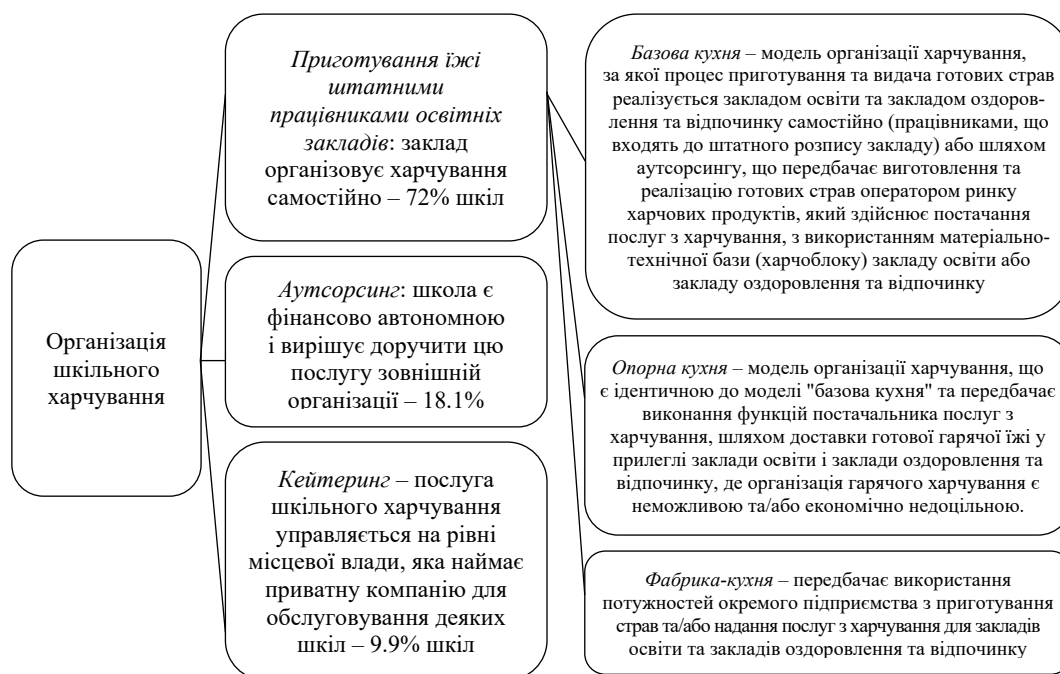 Організація
шкільного
харчування
Приготування їжі
штатними
працівниками освітніх
закладів: заклад
організовує харчування
самостійно – 72% шкіл
Аутсорсинг: школа є
фінансово автономною
і вирішує доручити цю
послугу зовнішній
організації – 18.1%
Кейтеринг – послуга
шкільного харчування
управляється на рівні
місцевої влади, яка наймає
приватну компанію для
обслуговування деяких
шкіл – 9.9% шкіл
Базова кухня – модель організації харчування,
за якої процес приготування та видача готових страв
реалізується закладом освіти та закладом оздоров-
лення та відпочинку самостійно (працівниками, що
входять до штатного розпису закладу) або шляхом
аутсорсингу, що передбачає виготовлення та
реалізацію готових страв оператором ринку
харчових продуктів, який здійснює постачання
послуг з харчування, з використанням матеріально-
технічної бази (харчоблоку) закладу освіти або
закладу оздоровлення та відпочинку
Опорна кухня – модель організації харчування, що
є ідентичною до моделі "базова кухня" та передбачає
виконання функцій постачальника послуг з
харчування, шляхом доставки готової гарячої їжі у
прилеглі заклади освіти і заклади оздоровлення та
відпочинку, де організація гарячого харчування є
неможливою та/або економічно недоцільною.
Фабрика-кухня – передбачає використання
потужностей окремого підприємства з приготування
страв та/або надання послуг з харчування для закладів
освіти та закладів оздоровлення та відпочинку